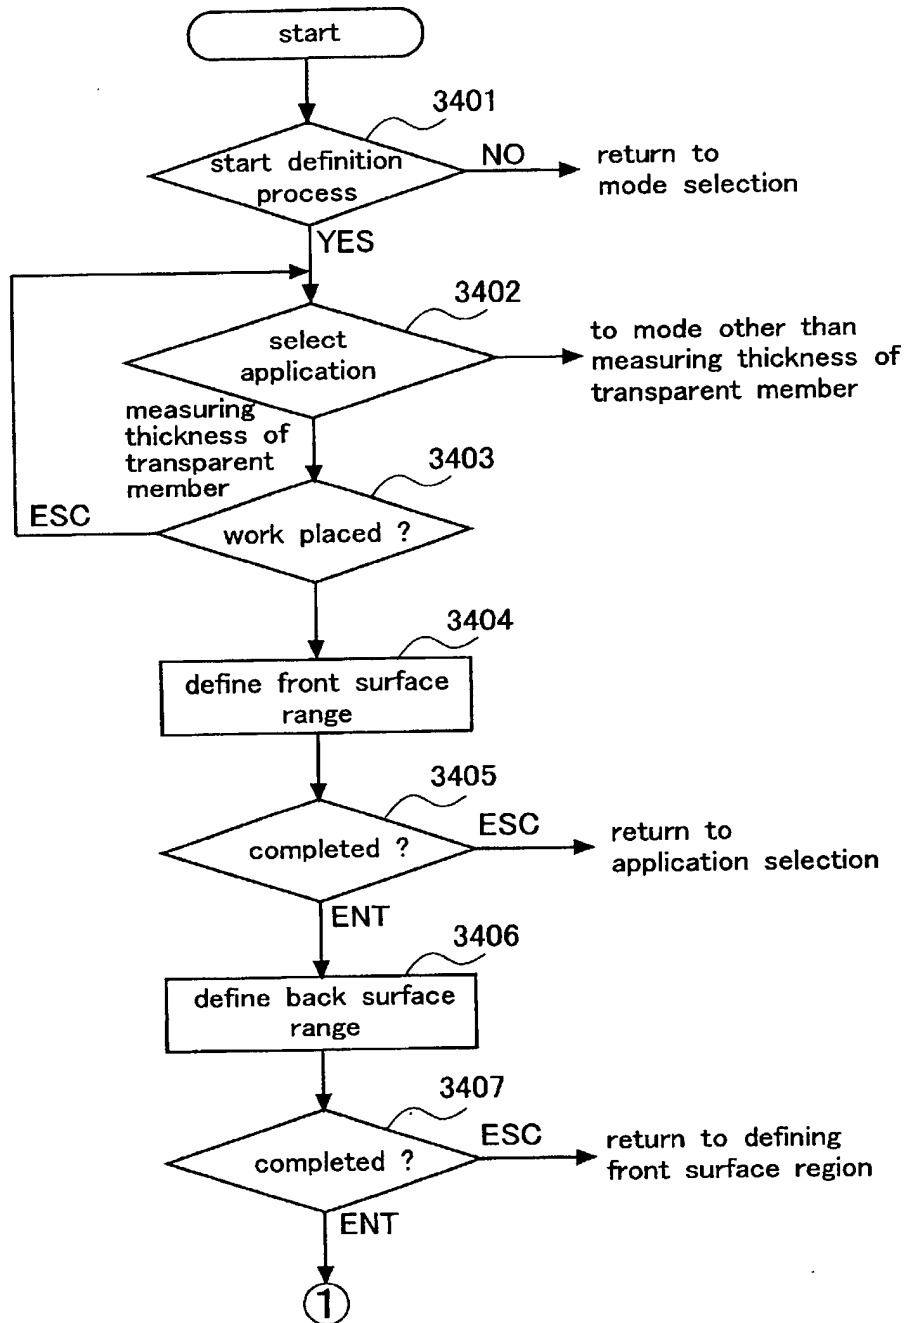 start
3401
start definition
process
NO
return to
mode selection
YES
3402
select
application
to mode other than
measuring thickness of
transparent member
measuring
thickness of
transparent
member
3403
ESC
work placed ?
3404
define front surface
range
3405
completed ?
ESC
return to
application selection
ENT
3406
define back surface
range
3407
completed ?
ESC
return to defining
front surface region
ENT
1